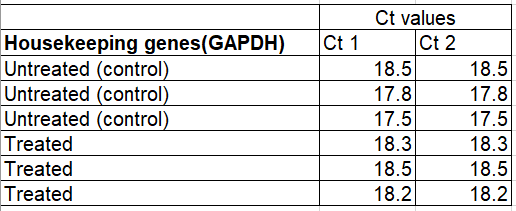 Ct values
Housekeeping genes(GAPDH) Ct 1 Ct 2
Untreated (control) 18.5 18.5
Untreated (control) 17.8 17.8
Untreated (control) 17.5 17.5
Treated 18.3 18.3
Treated 18.5 18.5
Treated 18.2 18.2